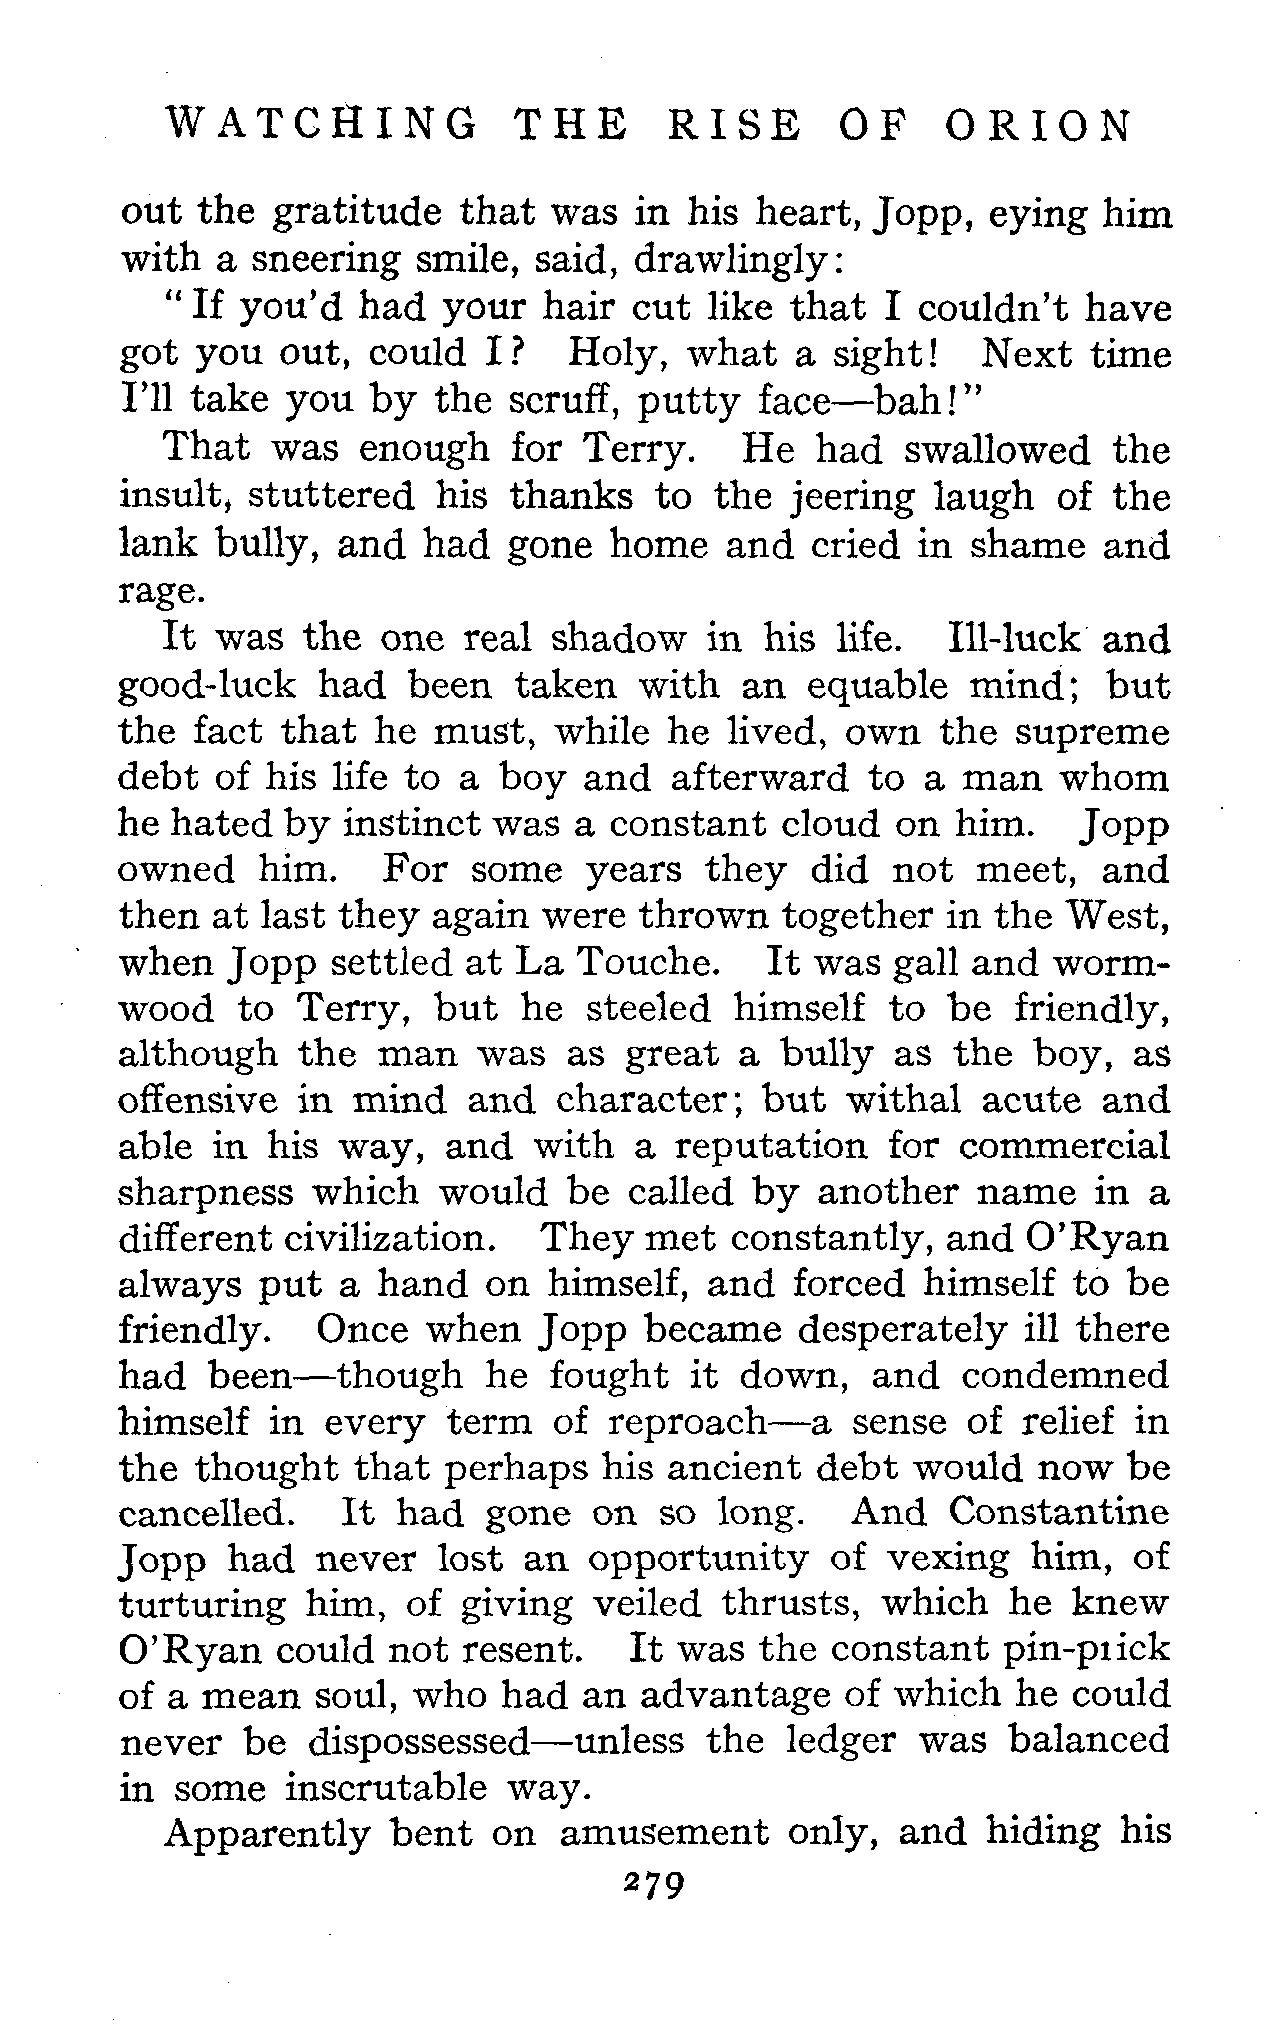 WATCHING THE RISE OF ORION
out the gratitude that was in his heart, Jopp, eying him
with a sneering smile, said, drawlingly:
"If you'd had your hair cut like that I couldn't have
got you out, could I? Holy, what a sight! Next time
I'll take you by the scruff, putty face—bah!"
That was enough for Terry. He had swallowed the
insult, stuttered his thanks to the jeering laugh of the
lank bully, and had gone home and cried in shame and
rage.
It was the one real shadow in his life. Ill-luck and
good-luck had been taken with an equable mind; but
the fact that he must, while he lived, own the supreme
debt of his life to a boy and afterward to a man whom
he hated by instinct was a constant cloud on him. Jopp
owned him. For some years they did not meet, and
then at last they again were thrown together in the West,
when Jopp settled at La Touche. It was gall and worm-
wood to Terry, but he steeled himself to be friendly,
although the man was as great a bully as the boy, as
offensive in mind and character; but withal acute and
able in his way, and with a reputation for commercial
sharpness which would be called by another name in a
different civilization. They met constantly, and O'Ryan
always put a hand on himself, and forced himself to be
friendly. Once when Jopp became desperately ill there
had been—though he fought it down, and condemned
himself in every term of reproach—a sense of relief in
the thought that perhaps his ancient debt would now be
cancelled. It had gone on so long. And Constantine
Jopp had never lost an opportunity of vexing him, of
turturing him, of giving veiled thrusts, which he knew
O'Ryan could not resent. It was the constant pin-prick
of a mean soul, who had an advantage of which he could
never be dispossessed—unless the ledger was balanced
in some inscrutable way.
Apparently bent on amusement only, and hiding his
279